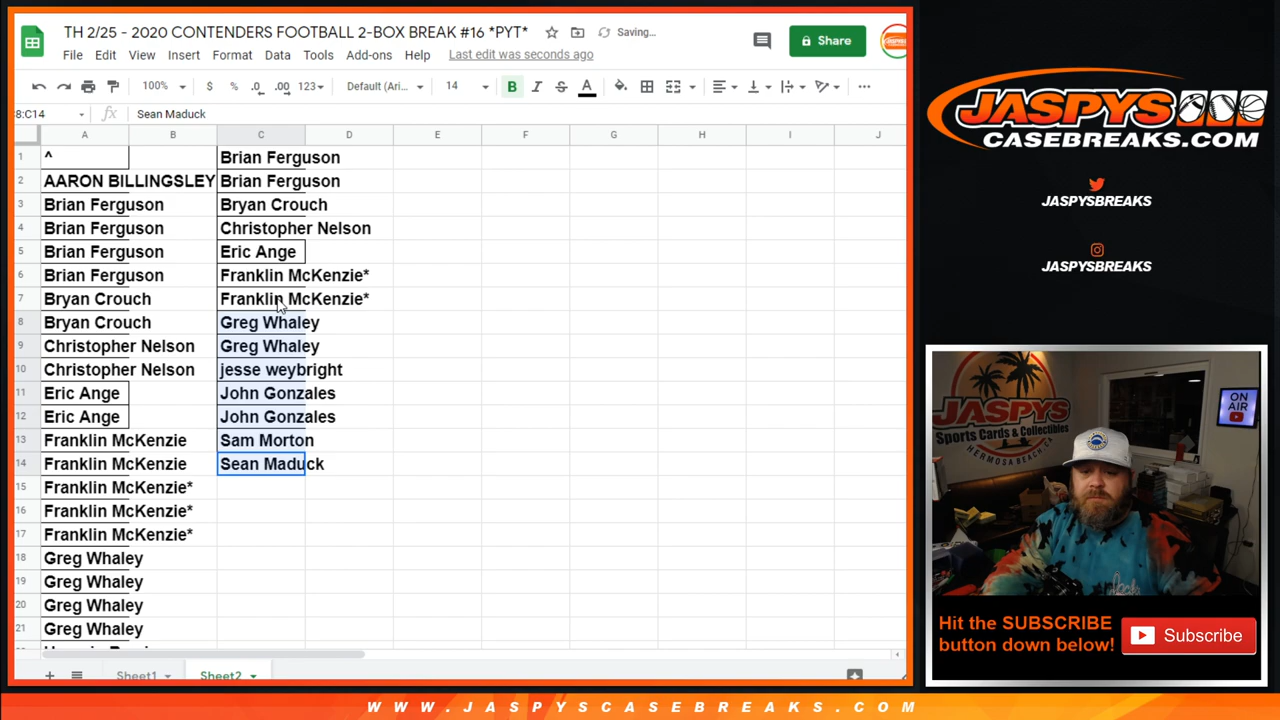 TH 2/25 - 2020 CONTENDERS FOOTBALL 2-BOX BREAK #16 *PYT*
Saving...
File Edit View Insert Format Data Tools Add-ons Help Last edit was seconds ago
Share
100% $ % .0 .00 123 Default (Ari... 14 B I S A
8:C14 fx Sean Maduck
A B C D E F G H I J
1 ^ Brian Ferguson
2 AARON BILLINGSLEY Brian Ferguson
3 Brian Ferguson Bryan Crouch
4 Brian Ferguson Christopher Nelson
5 Brian Ferguson Eric Ange
6 Brian Ferguson Franklin McKenzie*
7 Bryan Crouch Franklin McKenzie*
8 Bryan Crouch Greg Whaley
9 Christopher Nelson Greg Whaley
10 Christopher Nelson jesse weybright
11 Eric Ange John Gonzales
12 Eric Ange John Gonzales
13 Franklin McKenzie Sam Morton
14 Franklin McKenzie Sean Maduck
15 Franklin McKenzie*
16 Franklin McKenzie*
17 Franklin McKenzie*
18 Greg Whaley
19 Greg Whaley
20 Greg Whaley
21 Greg Whaley
Sheet1 Sheet2
JASPYS
CASEBREAKS.COM
JASPYSBREAKS
JASPYSBREAKS
JASPYS
Sports Cards & Collectibles
HERMOSA BEACH, CA
ON AIR
Hit the SUBSCRIBE
button down below!
Subscribe
WWW.JASPYSCASEBREAKS.COM